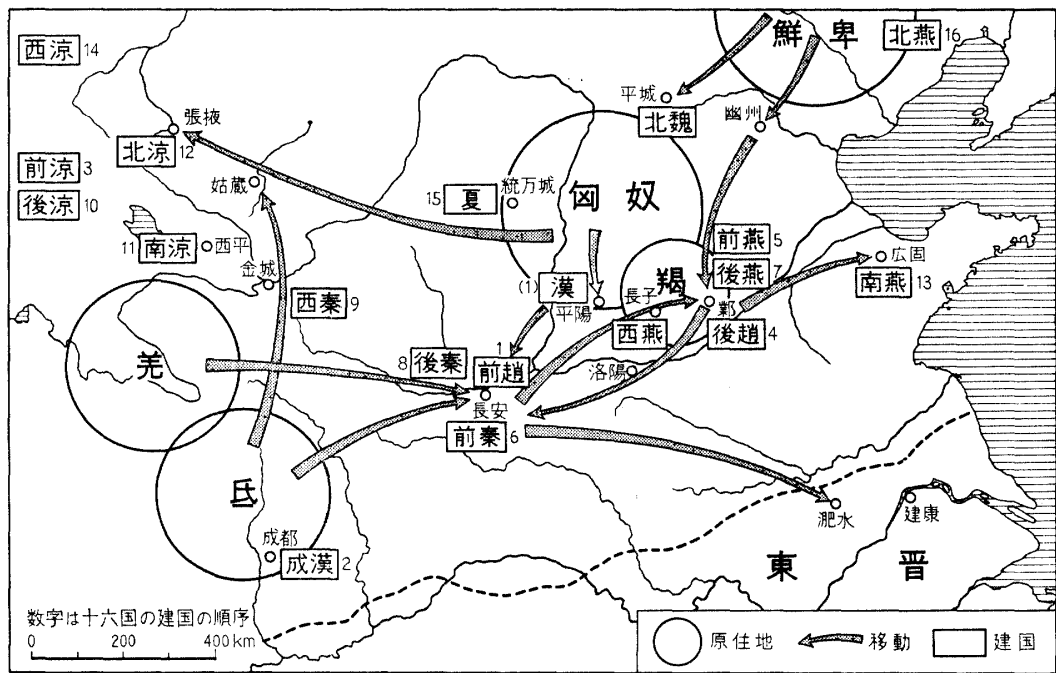 西涼 14
鮮卑
北燕 16
平城
北魏
幽州
張掖
北涼 12
前涼 3
後涼 10
姑蔵
15 夏
統万城
匈奴
11 南涼
西平
金城
前燕 5
後燕 7
広固
南燕 13
羯
(1) 漢
平陽
長子
西燕
鄴
後趙 4
西秦 9
羌
8 後秦
1
前趙
洛陽
長安
前秦 6
氐
淝水
建康
成都
成漢 2
東晋
数字は十六国の建国の順序
0 200 400km
原住地 移動 建国